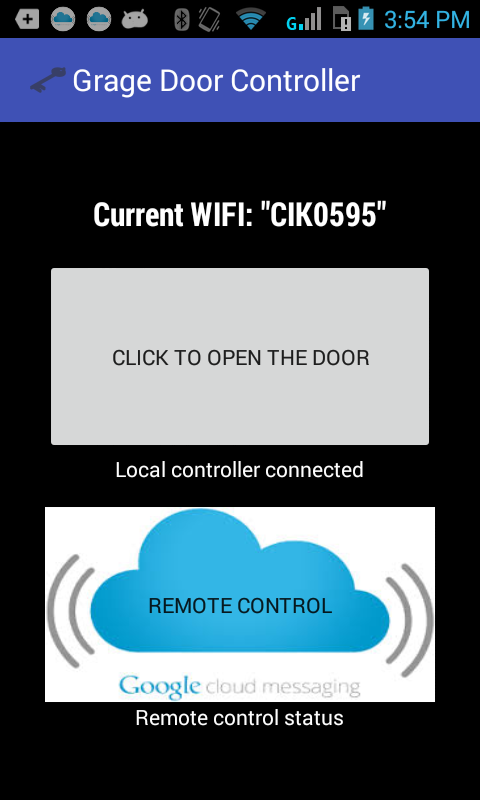 G 3:54 PM
Grage Door Controller
Current WIFI: "CIK0595"
CLICK TO OPEN THE DOOR
Local controller connected
REMOTE CONTROL
Google cloud messaging
Remote control status